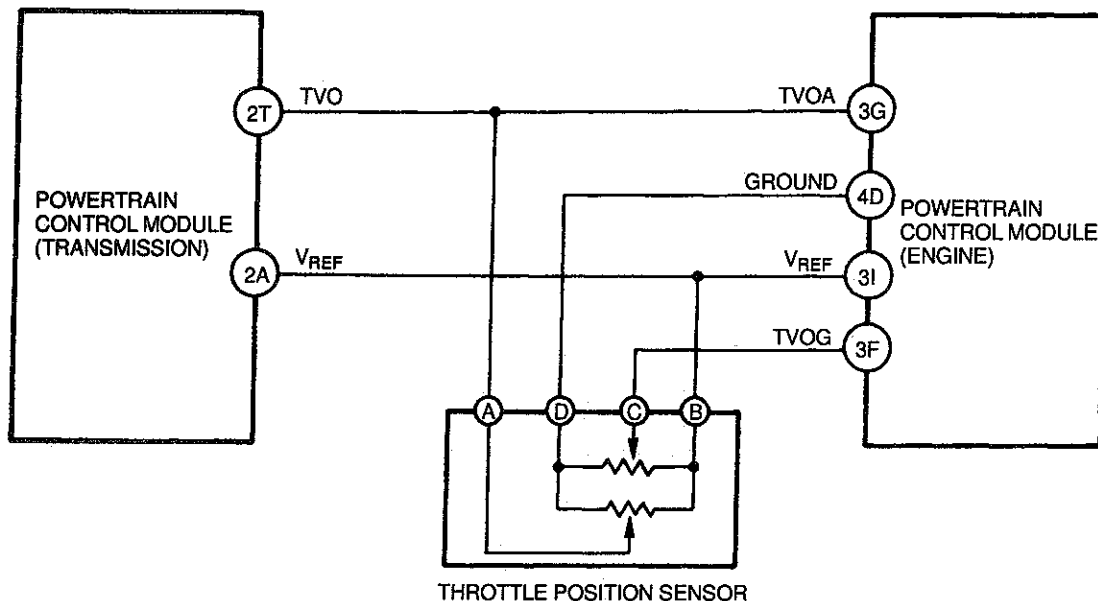 TVO
TVOA
2T
3G
GROUND
4D
POWERTRAIN
CONTROL MODULE
(TRANSMISSION)
POWERTRAIN
CONTROL MODULE
(ENGINE)
2A
VREF
VREF
3I
TVOG
3F
A
D
C
B
THROTTLE POSITION SENSOR